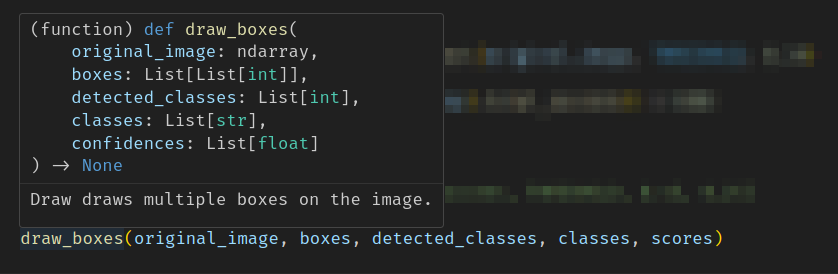 (function) def draw_boxes(
original_image: ndarray,
boxes: List[List[int]],
detected_classes: List[int],
classes: List[str],
confidences: List[float]
) -> None
Draw draws multiple boxes on the image.
draw_boxes(original_image, boxes, detected_classes, classes, scores)